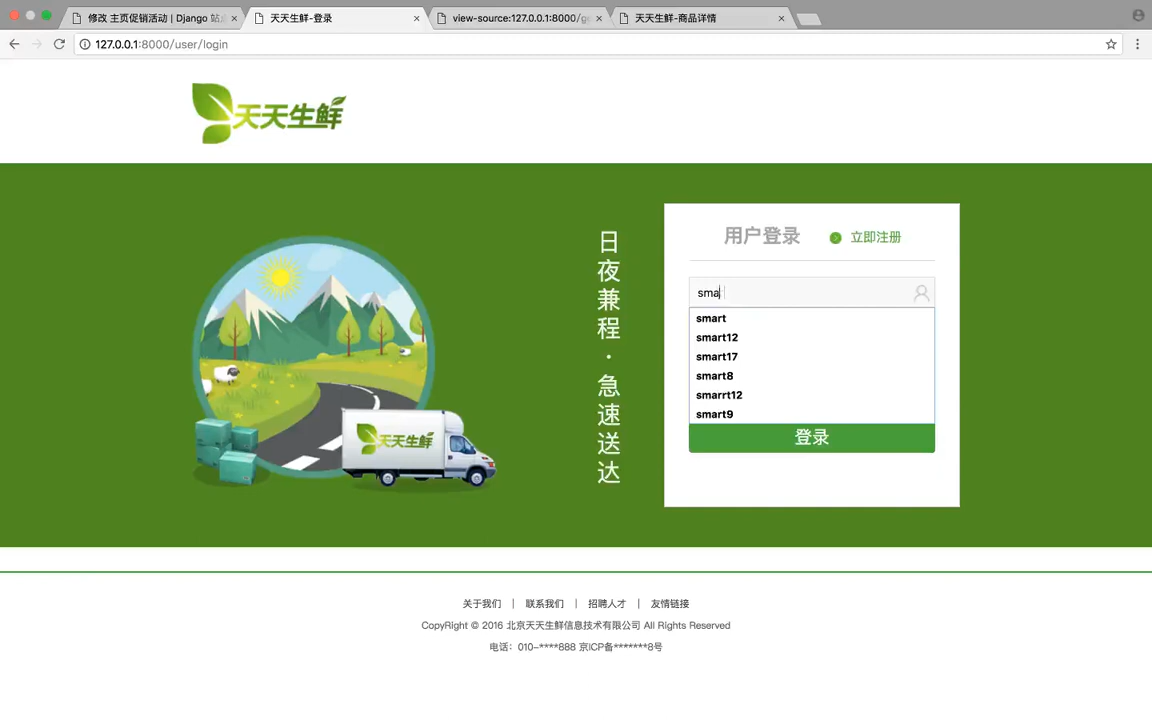 修改 主页促销活动 | Django 站点
天天生鲜-登录
view-source:127.0.0.1:8000/g
天天生鲜-商品详情
127.0.0.1:8000/user/login
天天生鲜
日夜兼程·急速送达
天天生鲜
用户登录
立即注册
sma
smart
smart12
smart17
smart8
smarrt12
smart9
登录
关于我们 | 联系我们 | 招聘人才 | 友情链接
CopyRight © 2016 北京天天生鲜信息技术有限公司 All Rights Reserved
电话：010-****888 京ICP备*******8号